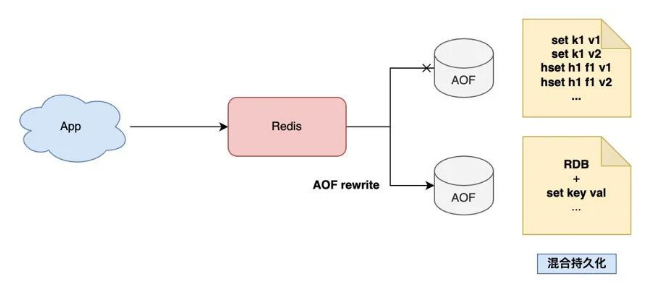 App
Redis
AOF rewrite
AOF
set k1 v1
set k1 v2
hset h1 f1 v1
hset h1 f1 v2
...
AOF
RDB
+
set key val
...
混合持久化